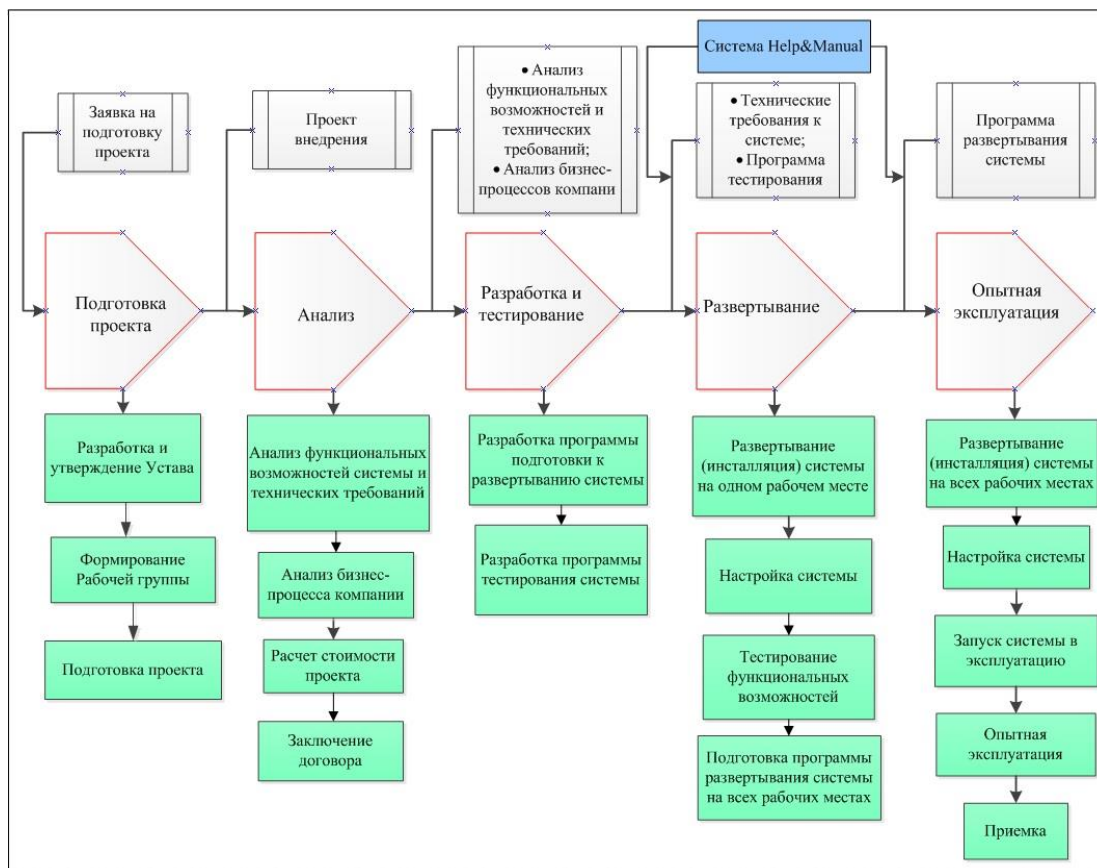 Система Help&Manual
Заявка на
подготовку
проекта
Проект
внедрения
• Анализ
функциональных
возможностей и
технических
требований;
• Анализ бизнес-
процессов компани
• Технические
требования к
системе;
• Программа
тестирования
Программа
развертывания
системы
Подготовка
проекта
Анализ
Разработка и
тестирование
Развертывание
Опытная
эксплуатация
Разработка и
утверждение Устава
Формирование
Рабочей группы
Подготовка проекта
Анализ функциональных
возможностей системы и
технических требований
Анализ бизнес-
процесса компании
Расчет стоимости
проекта
Заключение
договора
Разработка программы
подготовки к
развертыванию системы
Разработка программы
тестирования системы
Развертывание
(инсталляция) системы
на одном рабочем месте
Настройка системы
Тестирование
функциональных
возможностей
Подготовка программы
развертывания системы
на всех рабочих местах
Развертывание
(инсталляция) системы
на всех рабочих местах
Настройка системы
Запуск системы в
эксплуатацию
Опытная
эксплуатация
Приемка